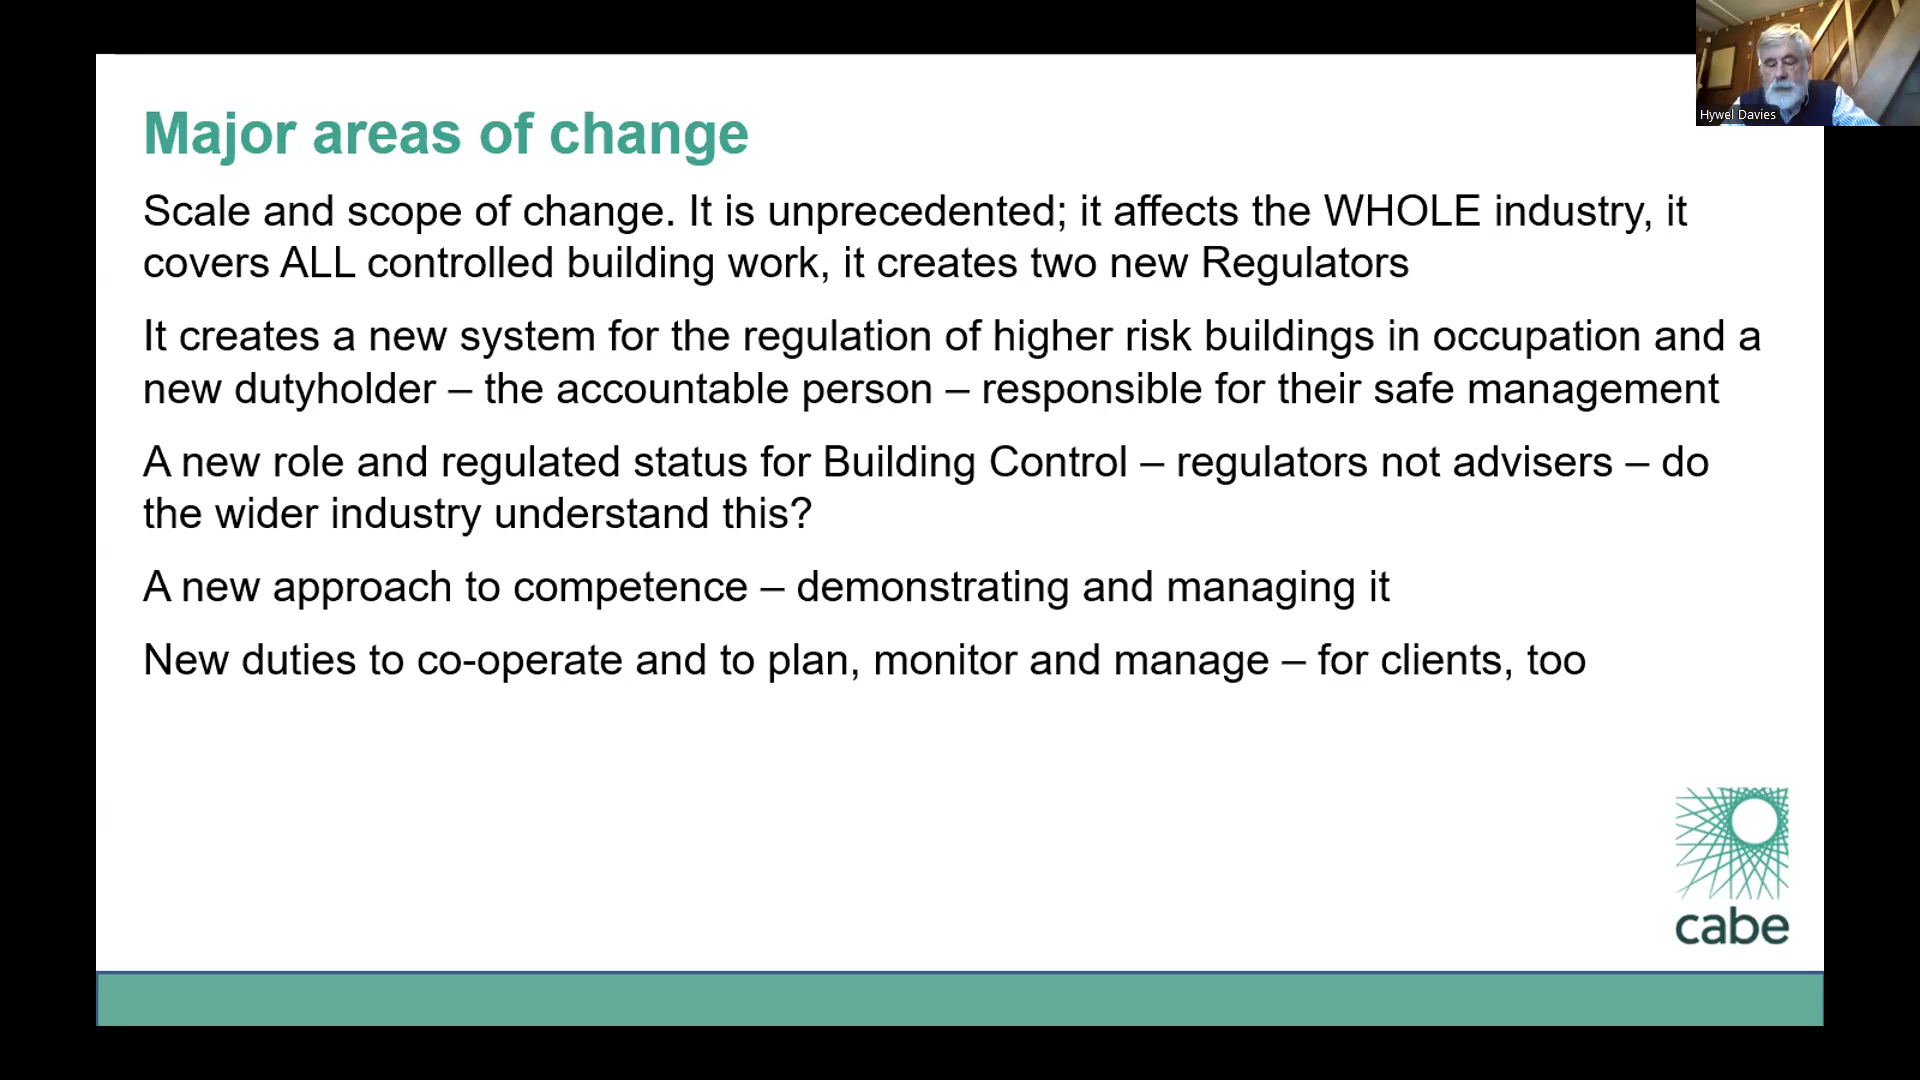 Hywel Davies
Major areas of change
Scale and scope of change. It is unprecedented; it affects the WHOLE industry, it
covers ALL controlled building work, it creates two new Regulators
It creates a new system for the regulation of higher risk buildings in occupation and a
new dutyholder – the accountable person – responsible for their safe management
A new role and regulated status for Building Control – regulators not advisers – do
the wider industry understand this?
A new approach to competence – demonstrating and managing it
New duties to co-operate and to plan, monitor and manage – for clients, too
cabe